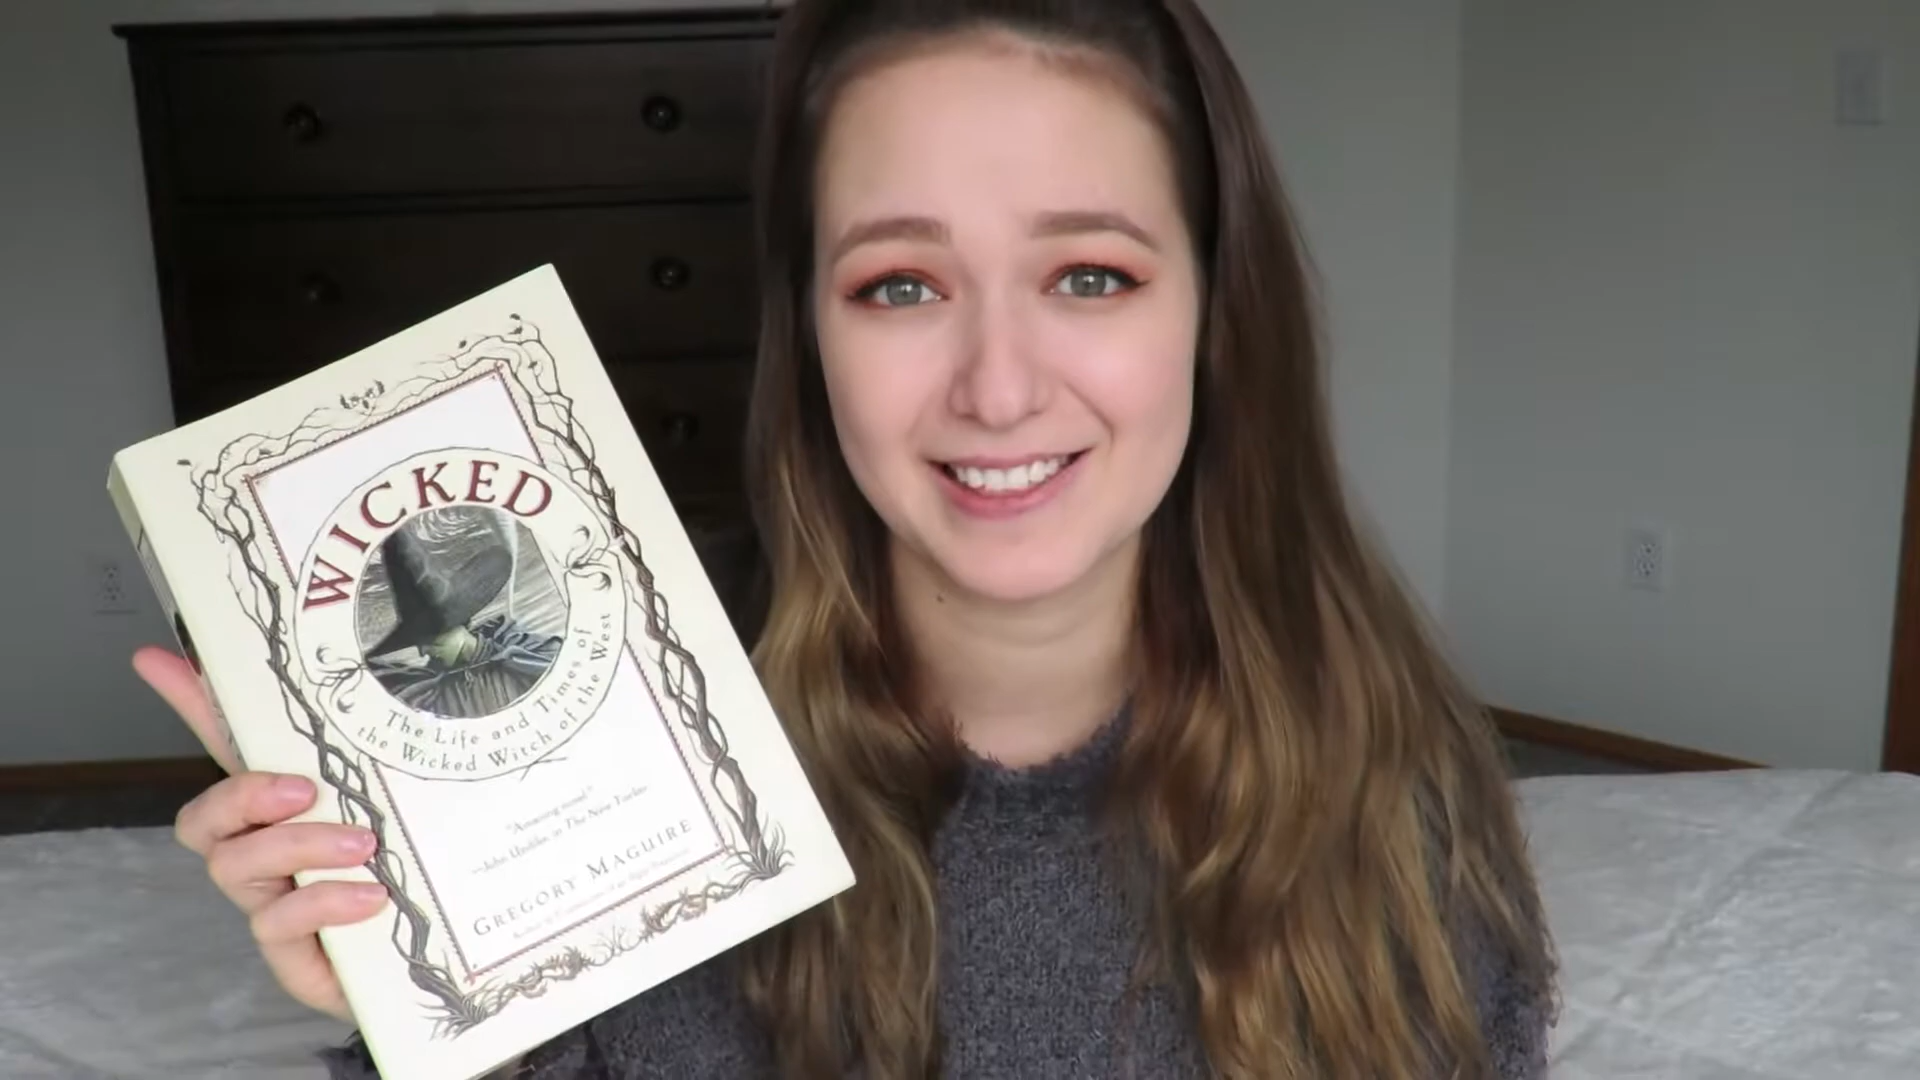 WICKED
The Life and Times of
the Wicked Witch of the West
"Amazing novel."
—John Updike, in The New Yorker
GREGORY MAGUIRE